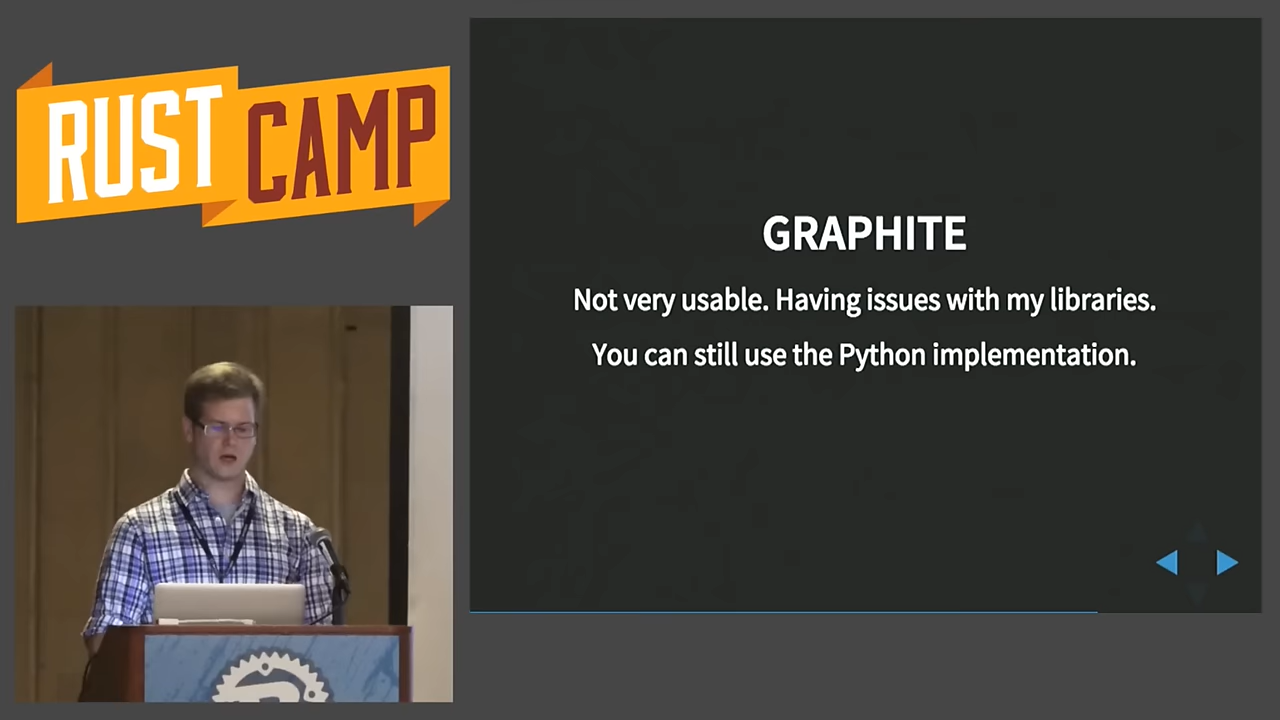 RUST CAMP
GRAPHITE
Not very usable. Having issues with my libraries.
You can still use the Python implementation.